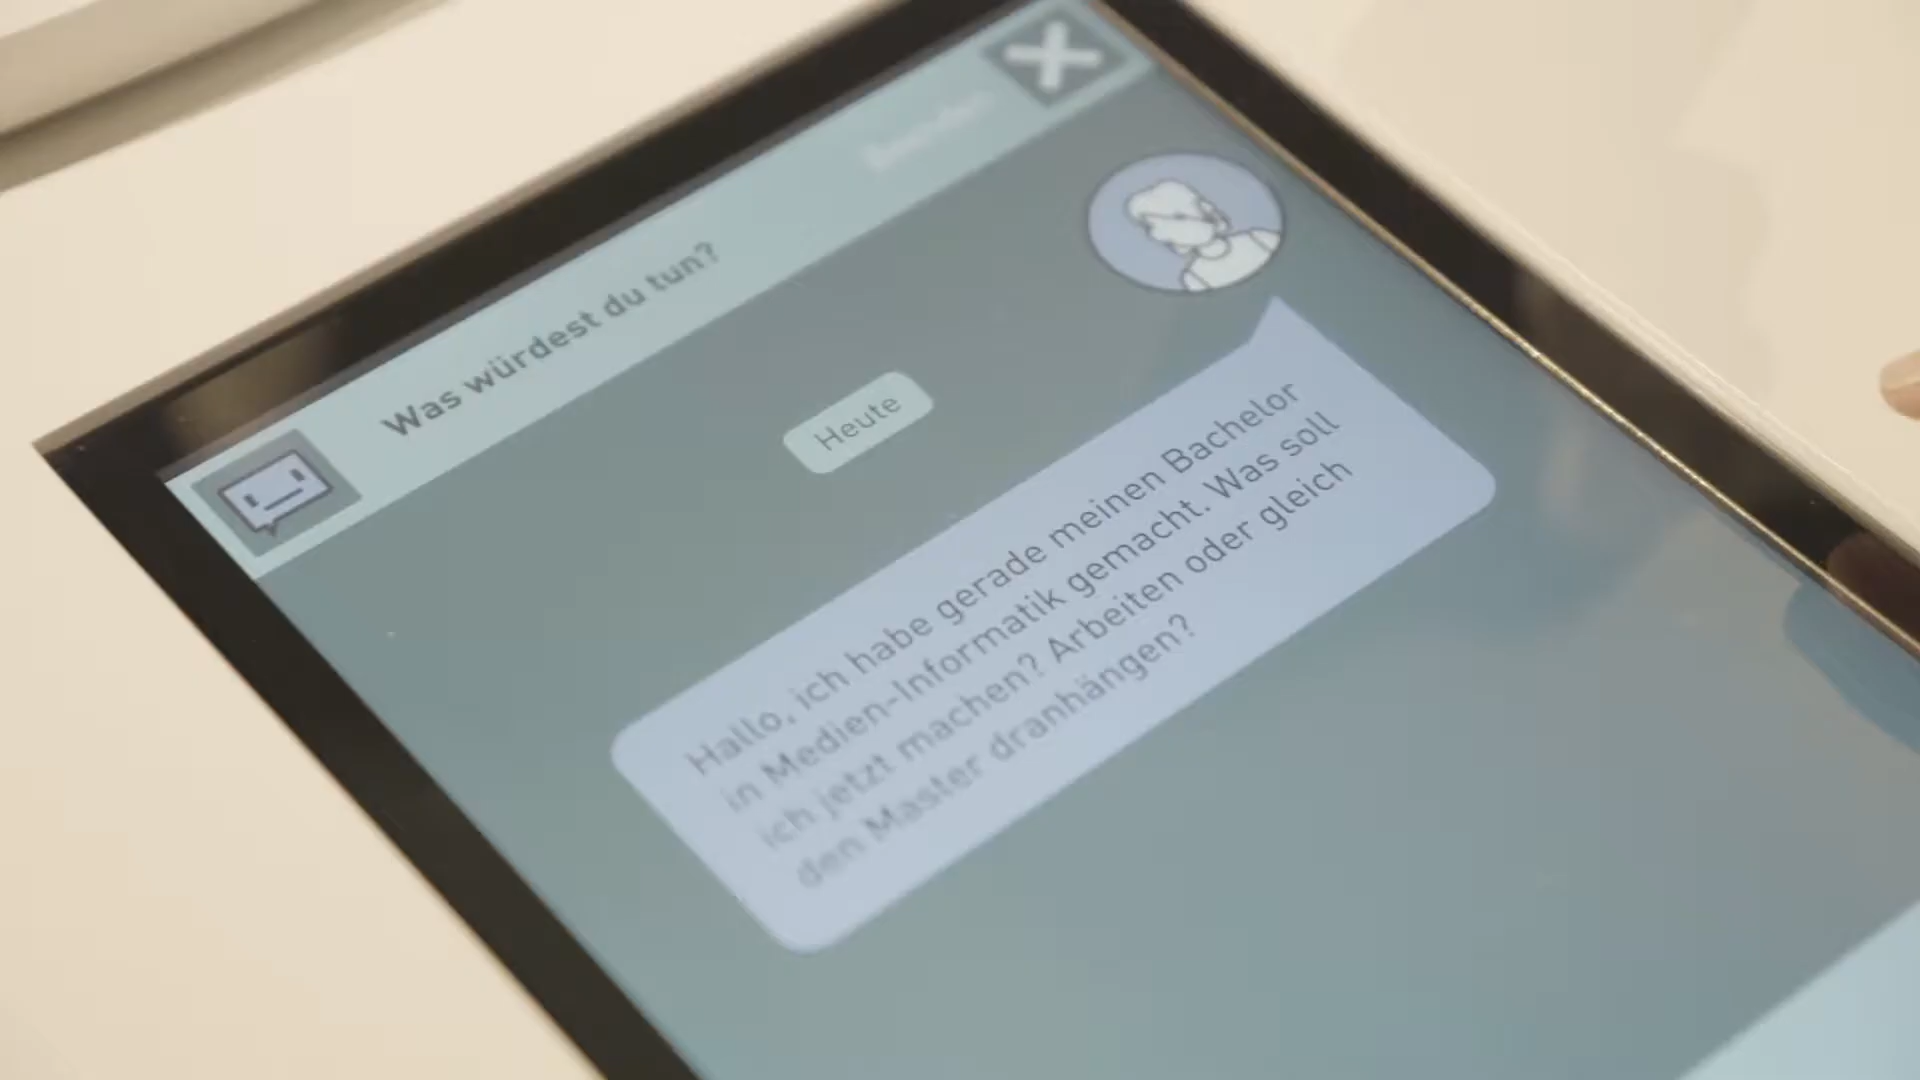 Was würdest du tun?
Heute
Hallo, ich habe gerade meinen Bachelor
in Medien-Informatik gemacht. Was soll
ich jetzt machen? Arbeiten oder gleich
den Master dranhängen?